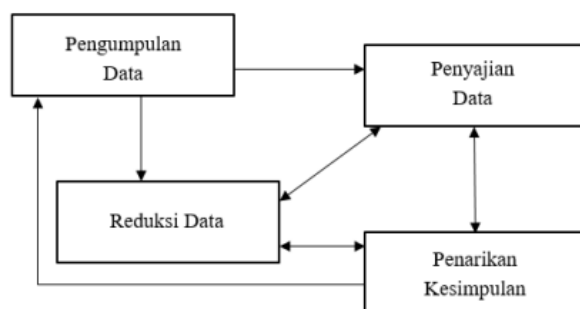 Pengumpulan
Data
Penyajian
Data
Reduksi Data
Penarikan
Kesimpulan